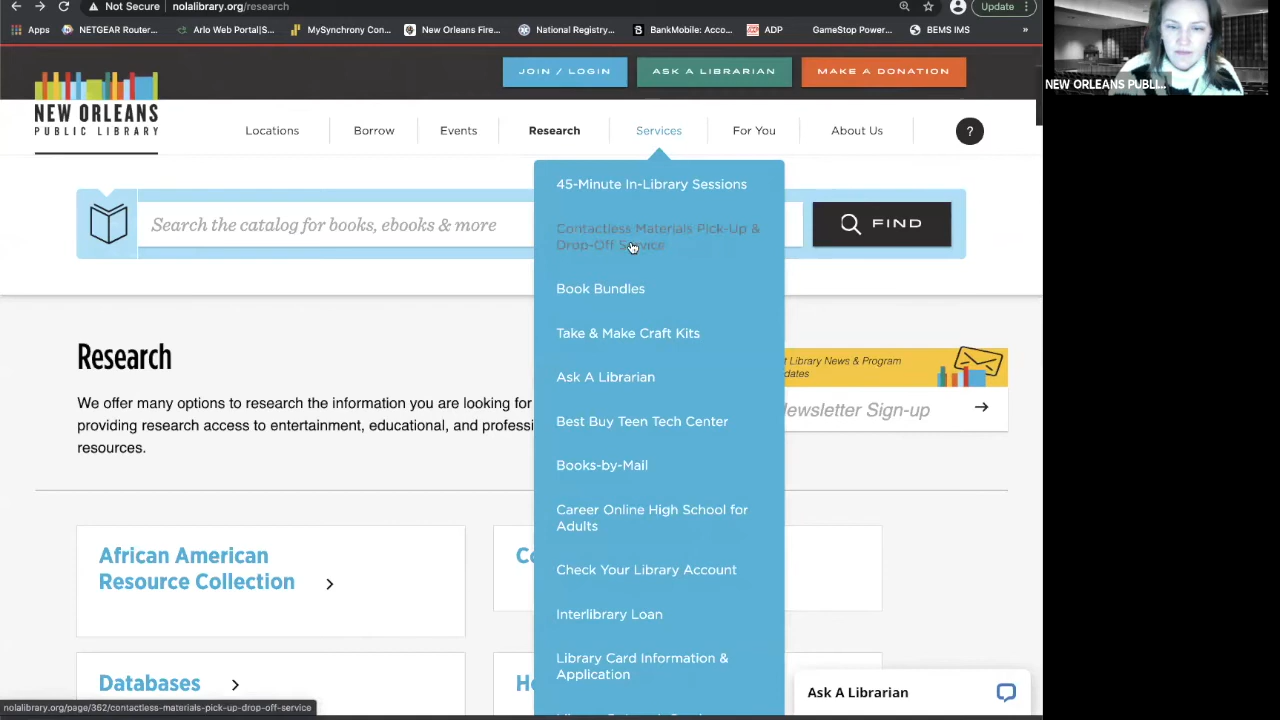 Not Secure nolalibrary.org/research Update
Apps NETGEAR Router... Arlo Web Portal|S... MySynchrony Con... New Orleans Fire... National Registry... BankMobile: Acco... ADP GameStop Power... BEMS IMS »
NEW ORLEANS PUBLI...
JOIN / LOGIN ASK A LIBRARIAN MAKE A DONATION
NEW ORLEANS
PUBLIC LIBRARY
Locations Borrow Events Research Services For You About Us ?
45-Minute In-Library Sessions
Search the catalog for books, ebooks & more FIND
Contactless Materials Pick-Up &
Drop-Off Service
Book Bundles
Take & Make Craft Kits
Ask A Librarian
Best Buy Teen Tech Center
Books-by-Mail
Career Online High School for
Adults
Check Your Library Account
Interlibrary Loan
Library Card Information &
Application
Research
We offer many options to research the information you are looking for
providing research access to entertainment, educational, and
resources.
Library News & Program
Newsletter Sign-up
African American
Resource Collection
Databases
Ask A Librarian
nolalibrary.org/page/362/contactless-materials-pick-up-drop-off-service